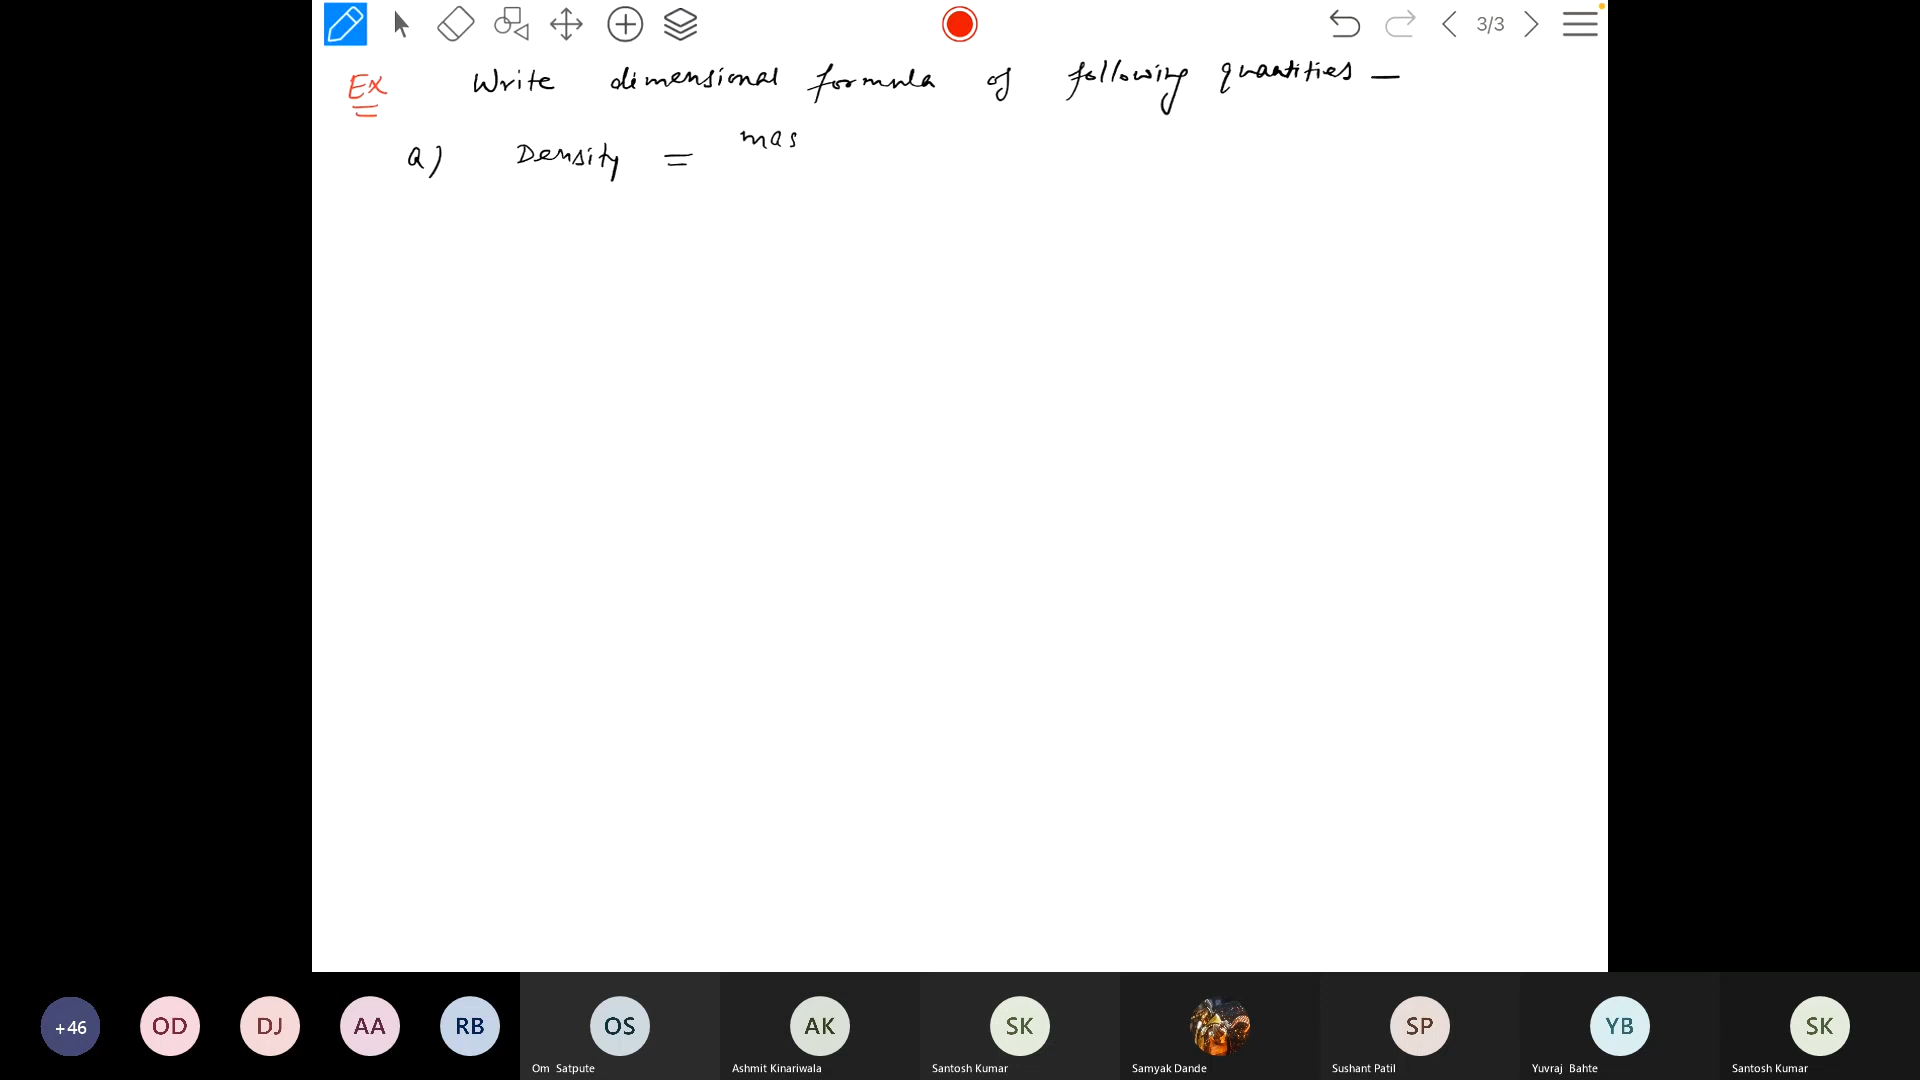 3/3
Ex Write dimensional formula of following quantities —
a) Density = mas
+46 OD DJ AA RB OS AK SK SP YB SK
Om Satpute Ashmit Kinariwala Santosh Kumar Samyak Dande Sushant Patil Yuvraj Bahte Santosh Kumar